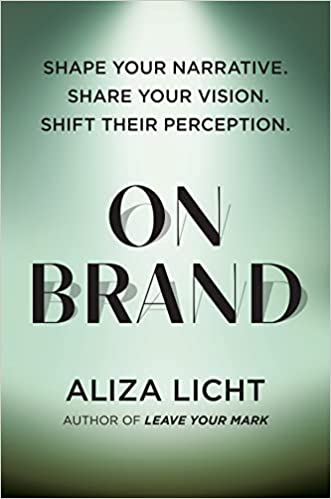 SHAPE YOUR NARRATIVE.
SHARE YOUR VISION.
SHIFT THEIR PERCEPTION.
ON
BRAND
ALIZA LICHT
AUTHOR OF LEAVE YOUR MARK